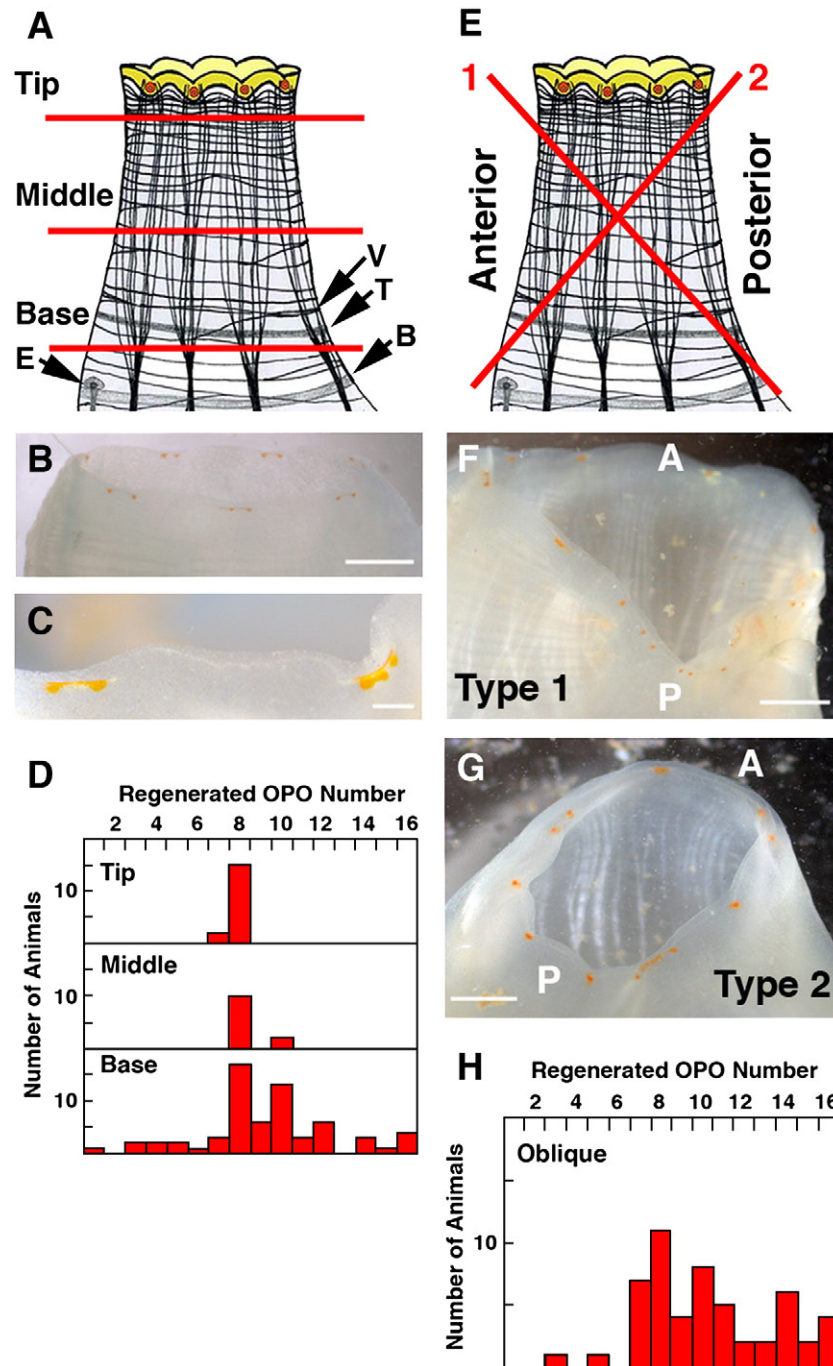 A
Tip
Middle
Base
V
T
B
E
E
1
2
Anterior
Posterior
B
C
F
A
Type 1
P
G
A
P
Type 2
D
Regenerated OPO Number
2 4 6 8 10 12 14 16
Tip
10
Middle
10
Base
10
Number of Animals
H
Regenerated OPO Number
2 4 6 8 10 12 14 16
Oblique
10
Number of Animals